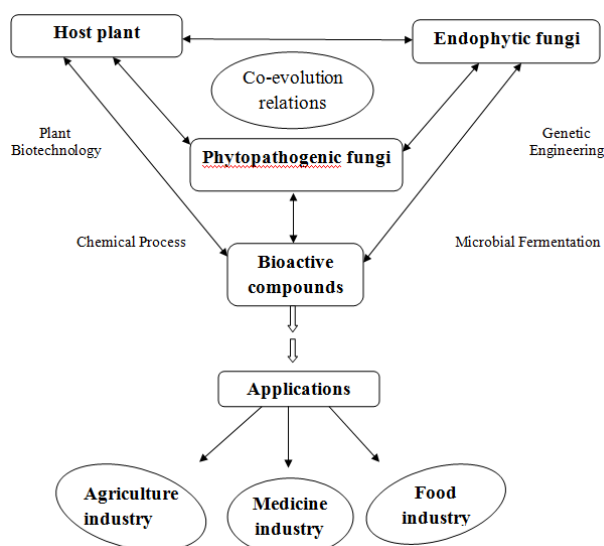 Host plant
Endophytic fungi
Co-evolution
relations
Plant
Biotechnology
Genetic
Engineering
Phytopathogenic fungi
Chemical Process
Microbial Fermentation
Bioactive
compounds
Applications
Agriculture
industry
Medicine
industry
Food
industry